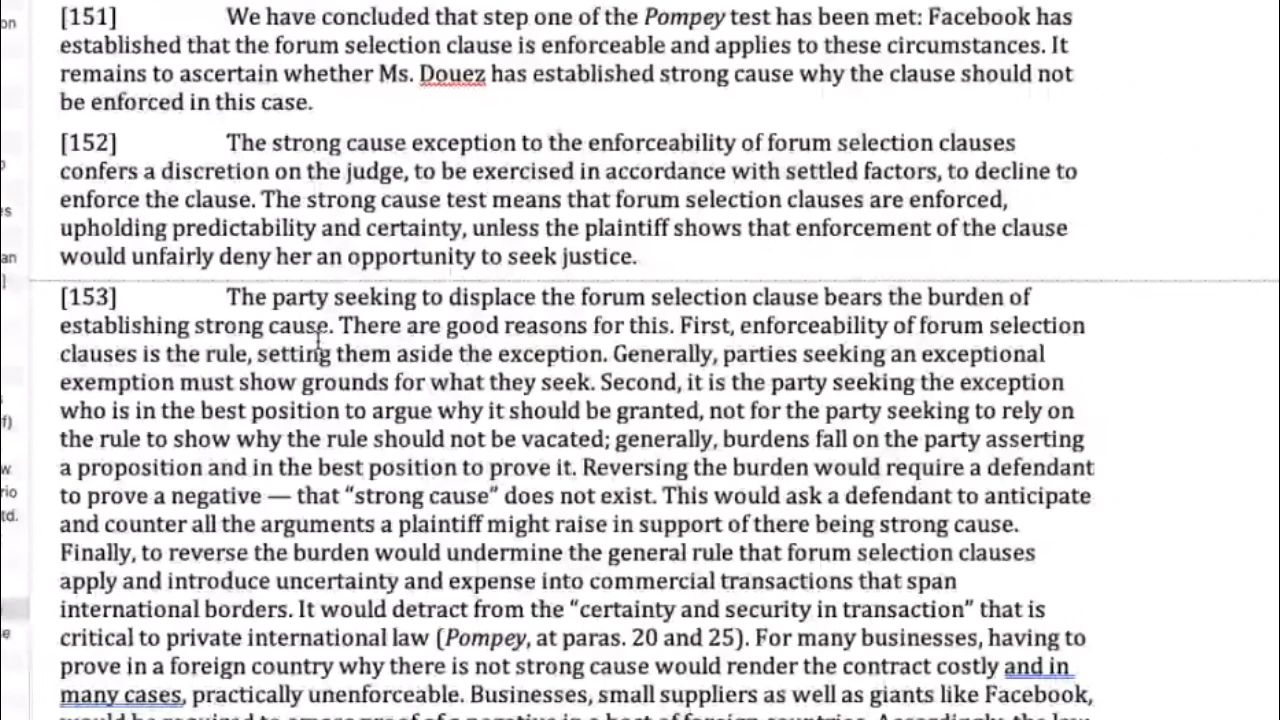 on
[151] We have concluded that step one of the Pompey test has been met: Facebook has
established that the forum selection clause is enforceable and applies to these circumstances. It
remains to ascertain whether Ms. Douez has established strong cause why the clause should not
be enforced in this case.
[152] The strong cause exception to the enforceability of forum selection clauses
confers a discretion on the judge, to be exercised in accordance with settled factors, to decline to
enforce the clause. The strong cause test means that forum selection clauses are enforced,
es
upholding predictability and certainty, unless the plaintiff shows that enforcement of the clause
an
would unfairly deny her an opportunity to seek justice.
]
[153] The party seeking to displace the forum selection clause bears the burden of
establishing strong cause. There are good reasons for this. First, enforceability of forum selection
clauses is the rule, setting them aside the exception. Generally, parties seeking an exceptional
exemption must show grounds for what they seek. Second, it is the party seeking the exception
who is in the best position to argue why it should be granted, not for the party seeking to rely on
f)
the rule to show why the rule should not be vacated; generally, burdens fall on the party asserting
w
a proposition and in the best position to prove it. Reversing the burden would require a defendant
rio
to prove a negative — that “strong cause” does not exist. This would ask a defendant to anticipate
td.
and counter all the arguments a plaintiff might raise in support of there being strong cause.
Finally, to reverse the burden would undermine the general rule that forum selection clauses
apply and introduce uncertainty and expense into commercial transactions that span
international borders. It would detract from the “certainty and security in transaction” that is
e
critical to private international law (Pompey, at paras. 20 and 25). For many businesses, having to
prove in a foreign country why there is not strong cause would render the contract costly and in
many cases, practically unenforceable. Businesses, small suppliers as well as giants like Facebook,